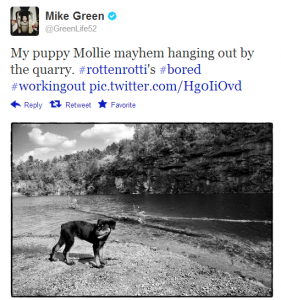 Mike Green
@GreenLife52
My puppy Mollie mayhem hanging out by
the quarry. #rottenrotti's #bored
#workingout pic.twitter.com/HgoIiOvd
Reply Retweet Favorite